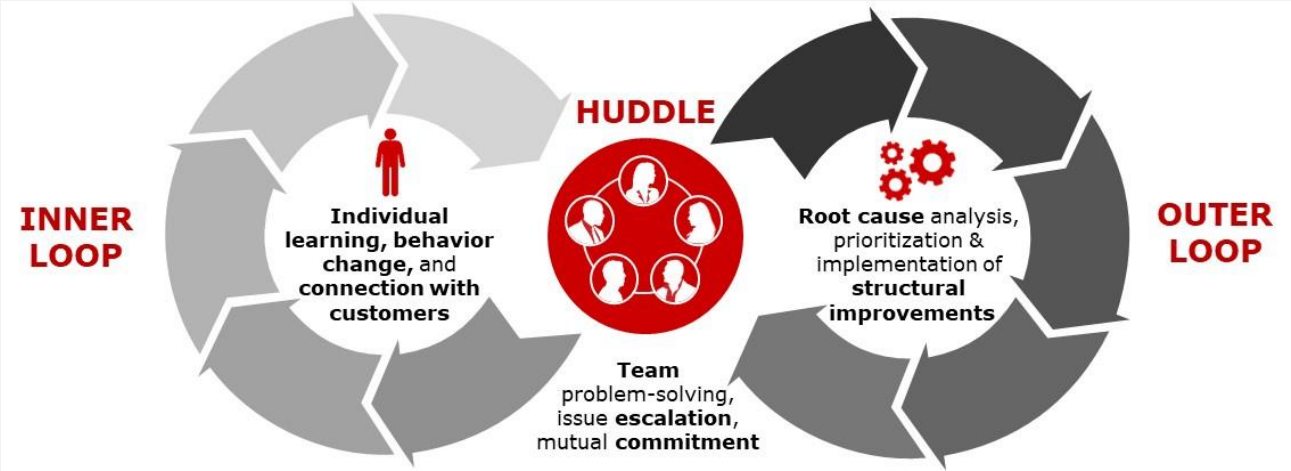 INNER
LOOP
Individual
learning, behavior
change, and
connection with
customers
HUDDLE
Team
problem-solving,
issue escalation,
mutual commitment
Root cause analysis,
prioritization &
implementation of
structural
improvements
OUTER
LOOP